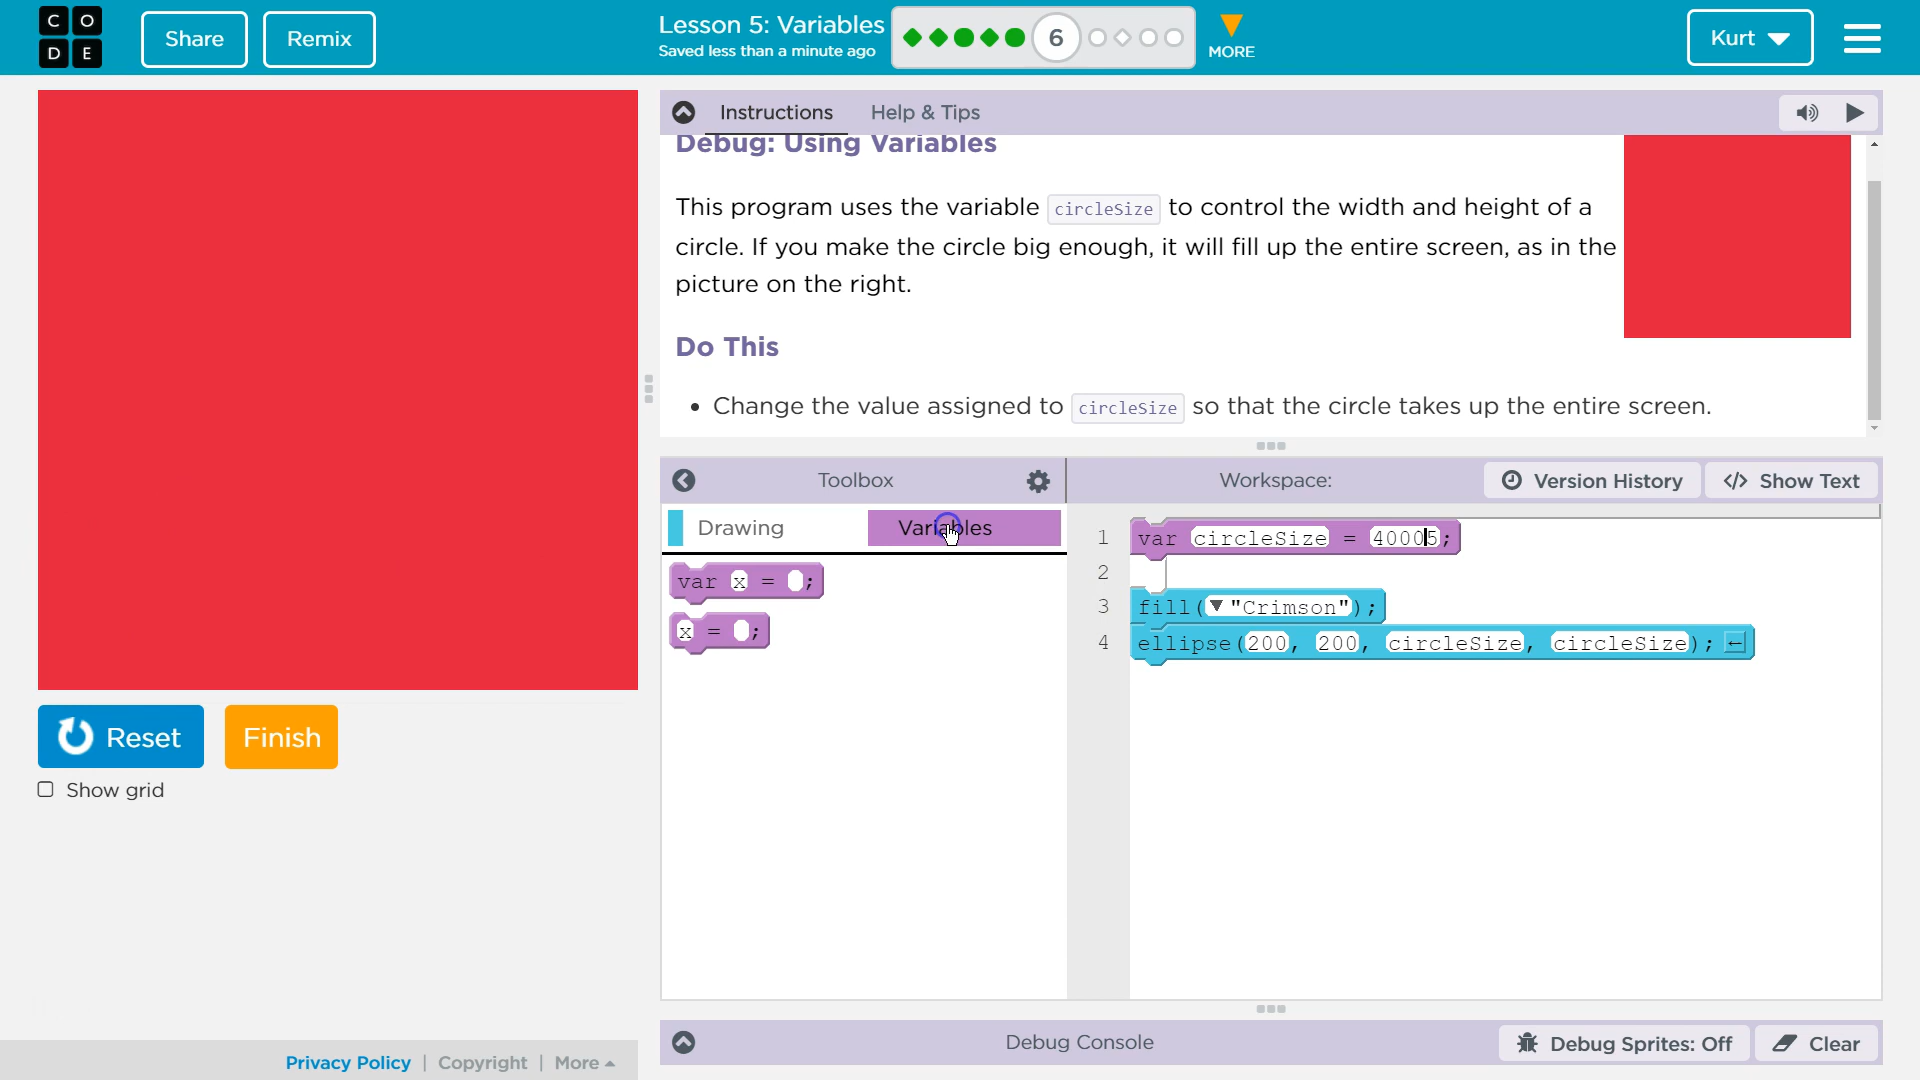 C O
D E
Share
Remix
Lesson 5: Variables
Saved less than a minute ago
6
MORE
Kurt
Instructions
Help & Tips
Debug: Using Variables
This program uses the variable circleSize to control the width and height of a
circle. If you make the circle big enough, it will fill up the entire screen, as in the
picture on the right.
Do This
• Change the value assigned to circleSize so that the circle takes up the entire screen.
Toolbox
Workspace:
Version History
</> Show Text
Drawing
Variables
var x = ;
x = ;
1 var circleSize = 40005;
2
3 fill("Crimson");
4 ellipse(200, 200, circleSize, circleSize);
Reset
Finish
Show grid
Debug Console
Debug Sprites: Off
Clear
Privacy Policy | Copyright | More